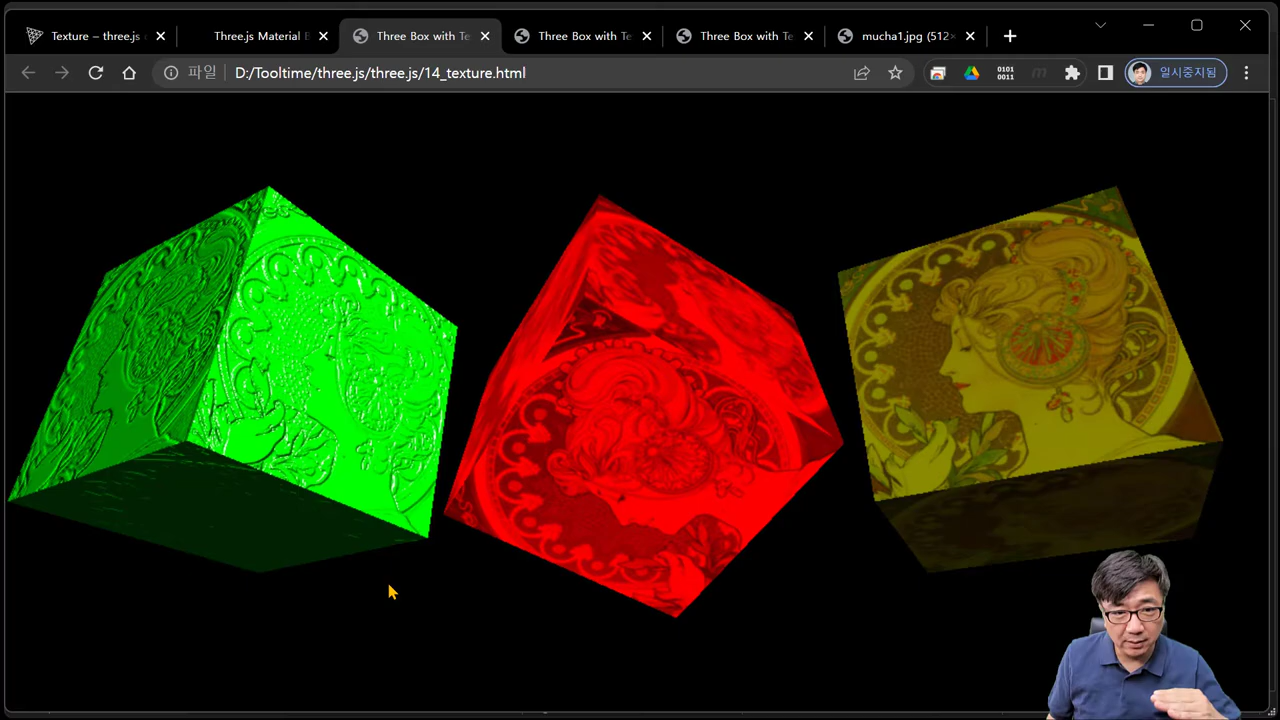 Texture – three.js
Three.js Material B
Three Box with Te
Three Box with Te
Three Box with Te
mucha1.jpg (512×
파일
D:/Tooltime/three.js/three.js/14_texture.html
0101
0011
일시중지됨